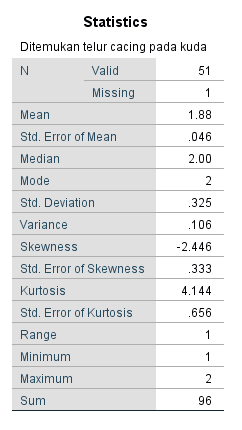 Statistics
Ditemukan telur cacing pada kuda
N Valid 51
Missing 1
Mean 1.88
Std. Error of Mean .046
Median 2.00
Mode 2
Std. Deviation .325
Variance .106
Skewness -2.446
Std. Error of Skewness .333
Kurtosis 4.144
Std. Error of Kurtosis .656
Range 1
Minimum 1
Maximum 2
Sum 96